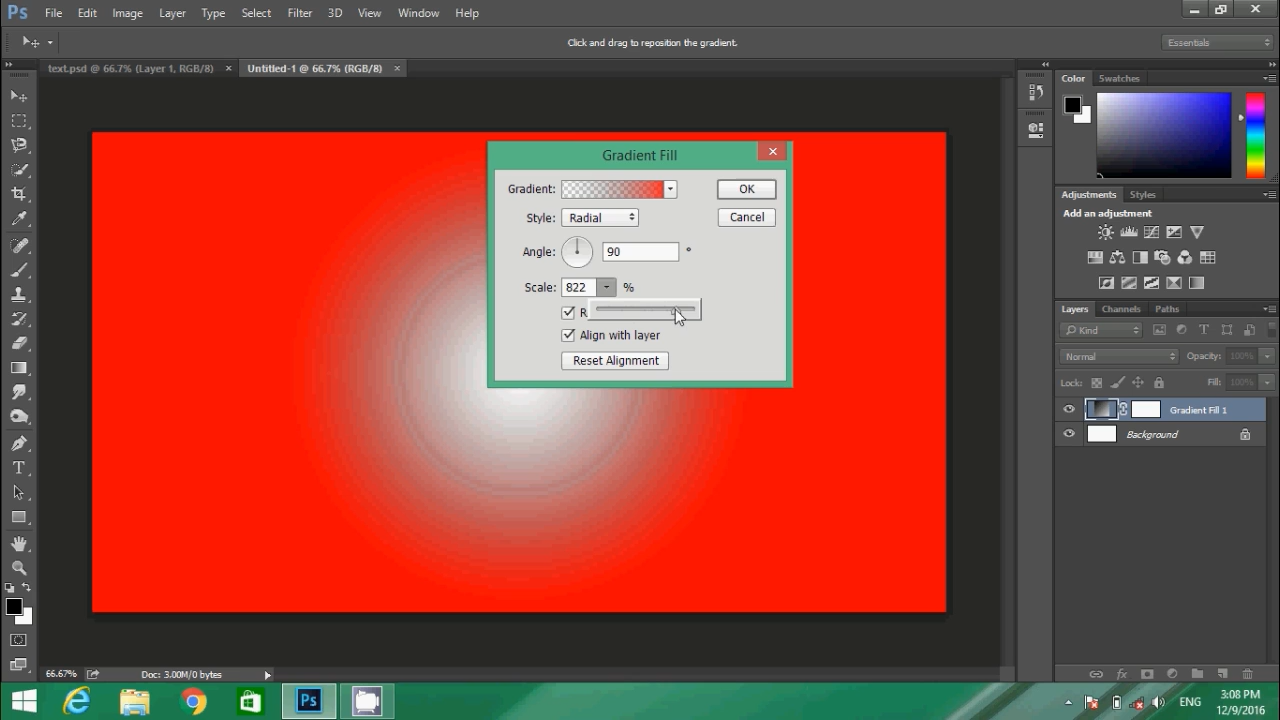 Ps File Edit Image Layer Type Select Filter 3D View Window Help
Click and drag to reposition the gradient.
Essentials
text.psd @ 66.7% (Layer 1, RGB/8) × Untitled-1 @ 66.7% (RGB/8) ×
Color Swatches
Gradient Fill
Gradient:
OK
Style: Radial
Cancel
Angle: 90 °
Scale: 822 %
R
Align with layer
Reset Alignment
Adjustments Styles
Add an adjustment
Layers Channels Paths
Kind
Normal Opacity: 100%
Lock: Fill: 100%
Gradient Fill 1
Background
T
66.67% Doc: 3.00M/0 bytes
fx
Ps
ENG
3:08 PM
12/9/2016